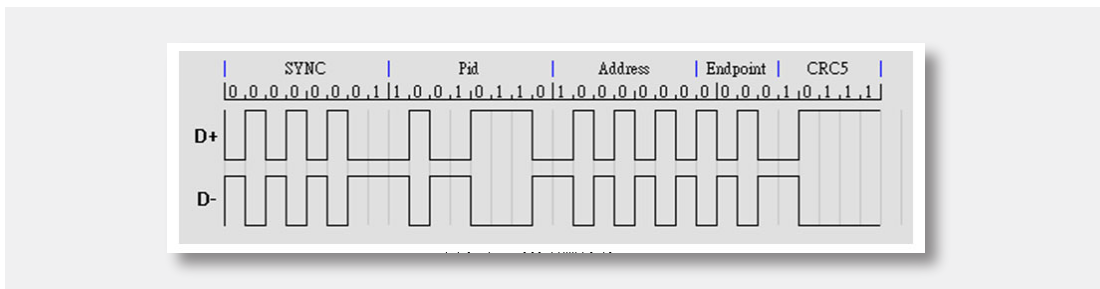 | SYNC | Pid | Address | Endpoint | CRC5 |
|0,0,0,0,0,0,0,1|1,0,0,1,0,1,1,0|1,0,0,0,0,0,0,0|0,0,0,1,0,1,1,1|
D+
D-